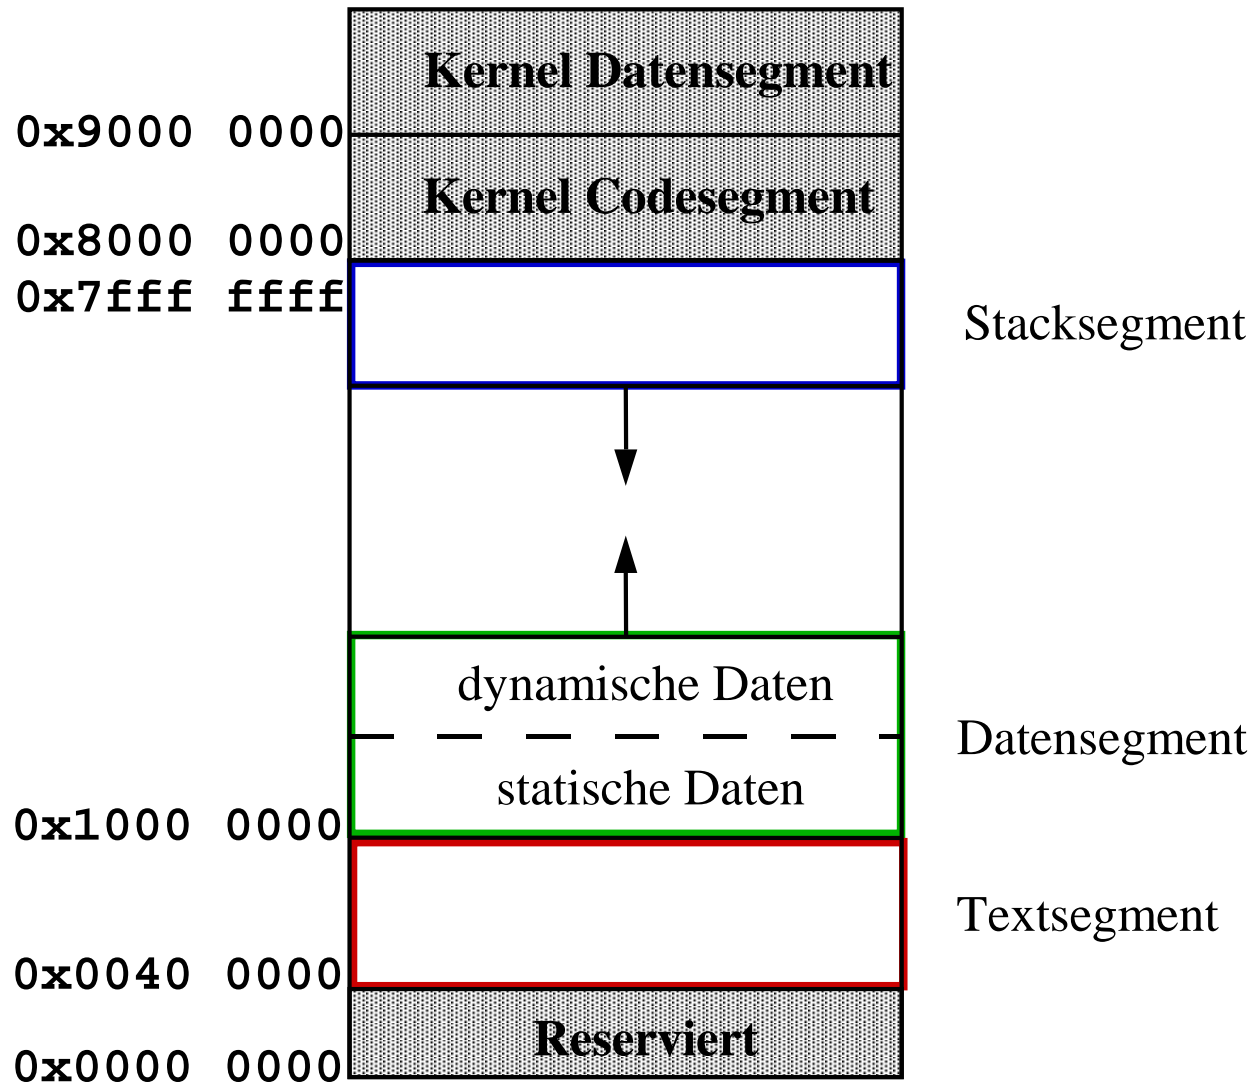 Kernel Datensegment
0x9000 0000
Kernel Codesegment
0x8000 0000
0x7fff ffff
Stacksegment
dynamische Daten
Datensegment
statische Daten
0x1000 0000
Textsegment
0x0040 0000
Reserviert
0x0000 0000